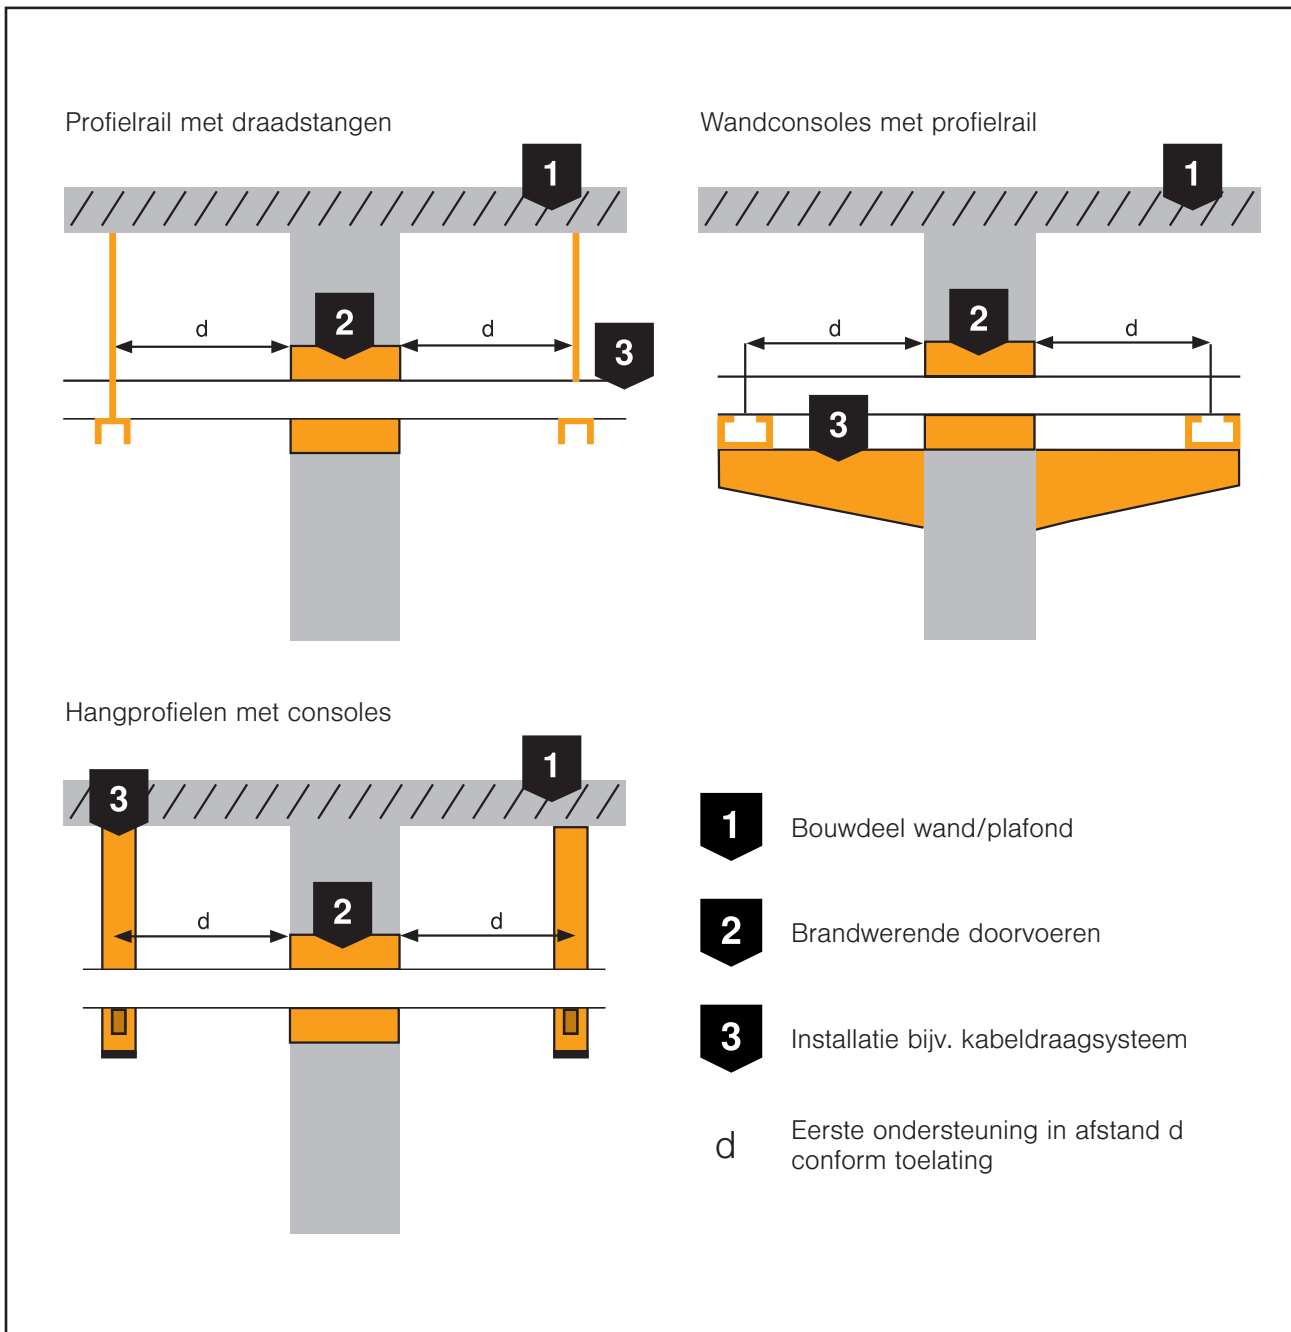 Profielrail met draadstangen
1
d
2
d
3
Wandconsoles met profielrail
1
d
2
d
3
Hangprofielen met consoles
3
1
d
2
d
1 Bouwdeel wand/plafond
2 Brandwerende doorvoeren
3 Installatie bijv. kabeldraagsysteem
d Eerste ondersteuning in afstand d
conform toelating